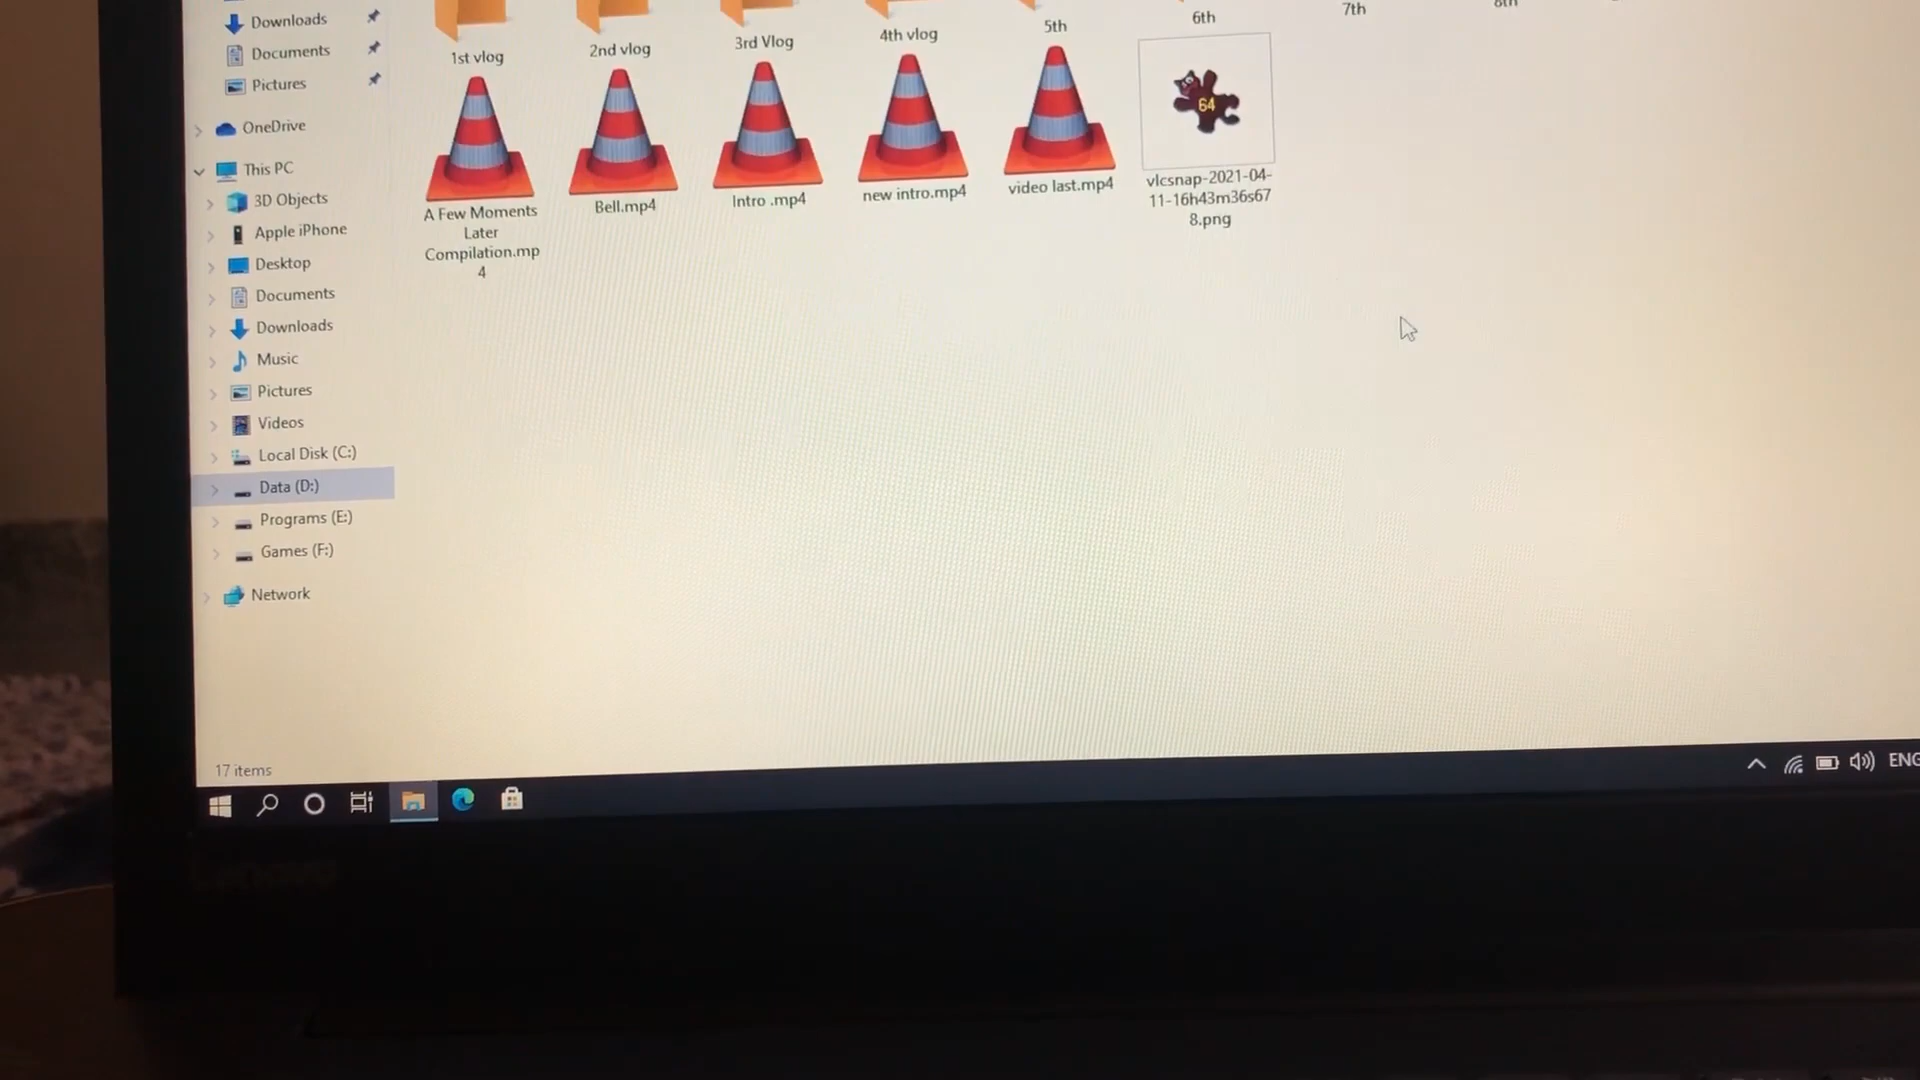 Downloads
Documents
Pictures
OneDrive
This PC
3D Objects
Apple iPhone
Desktop
Documents
Downloads
Music
Pictures
Videos
Local Disk (C:)
Data (D:)
Programs (E:)
Games (F:)
Network
1st vlog
2nd vlog
3rd Vlog
4th vlog
5th
6th
7th
8th
A Few Moments
Later
Compilation.mp
4
Bell.mp4
Intro .mp4
new intro.mp4
video last.mp4
64
vlcsnap-2021-04-
11-16h43m36s67
8.png
17 items
ENG
Lenovo